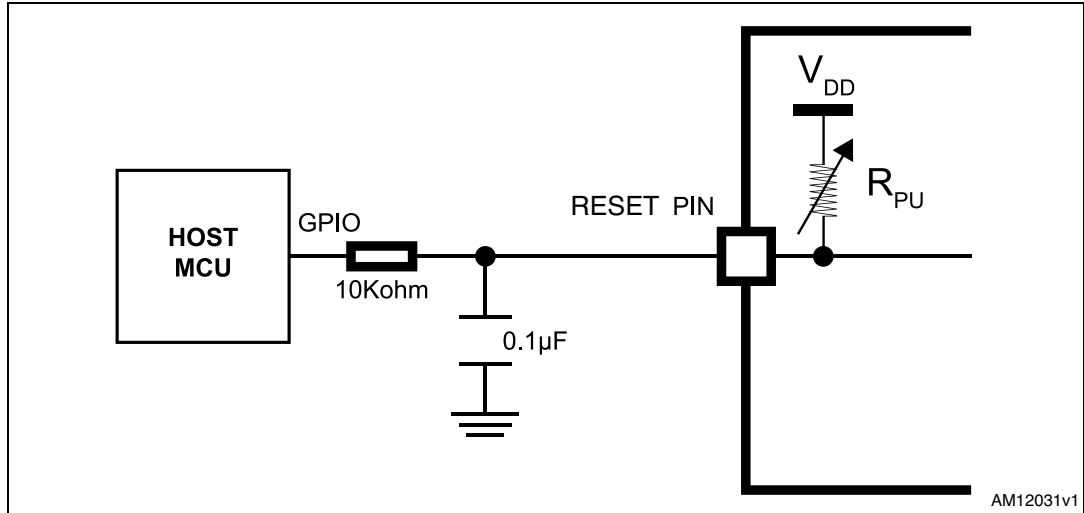 V DD
R PU
RESET PIN
GPIO
HOST
MCU
10Kohm
0.1µF
AM12031v1